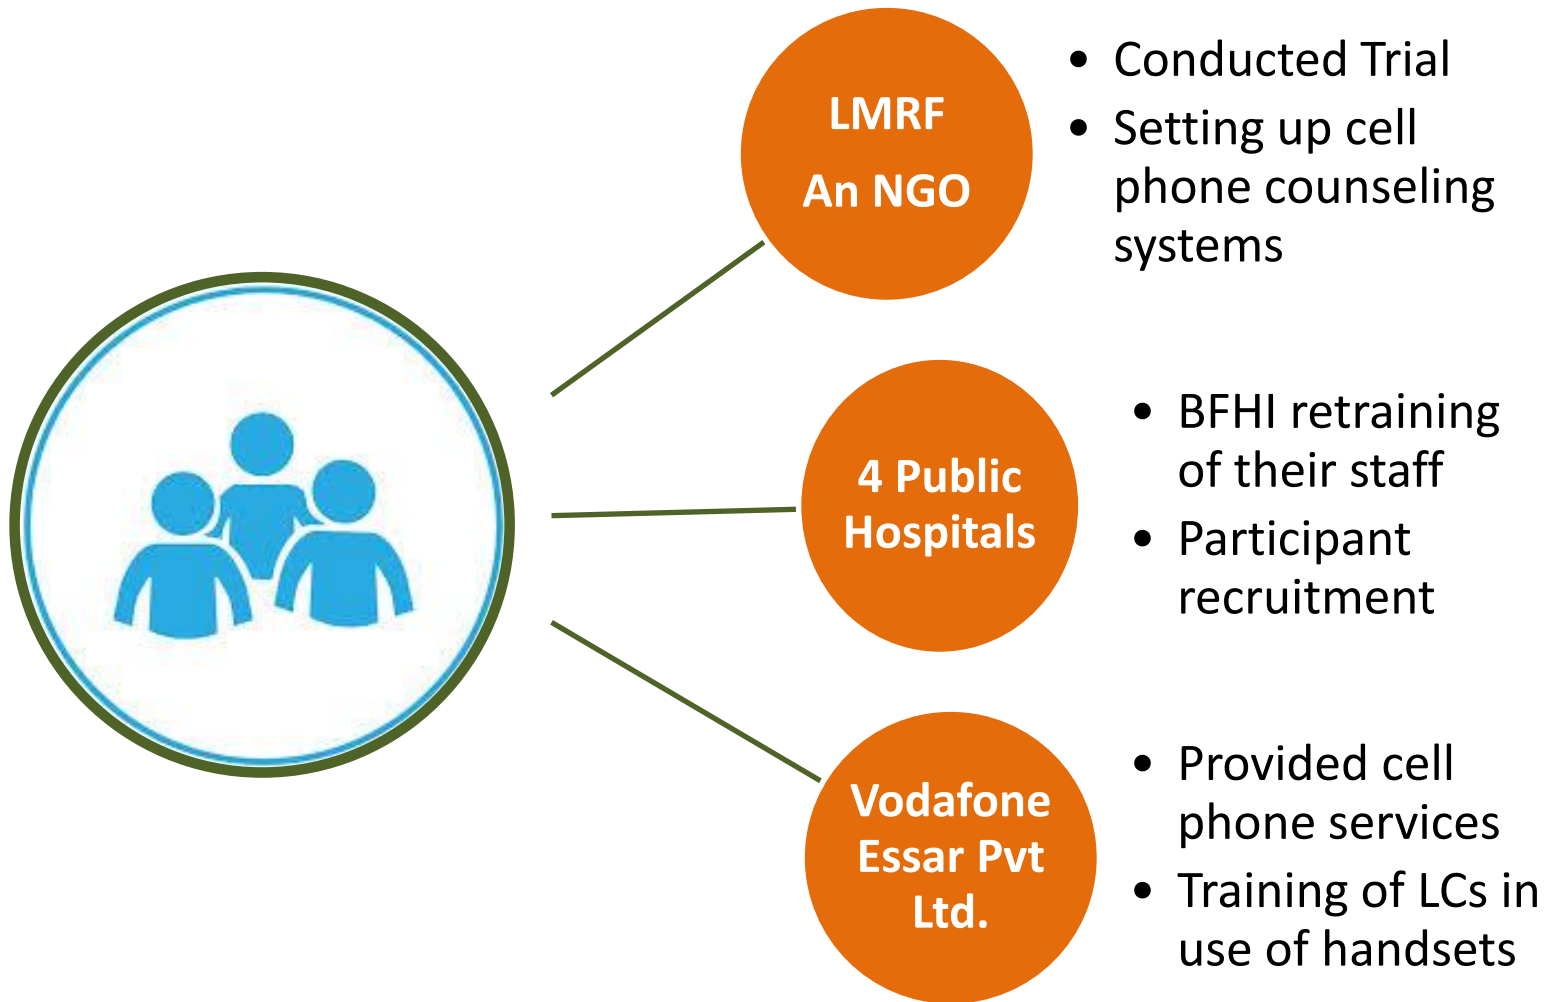 LMRF
An NGO
• Conducted Trial
• Setting up cell
phone counseling
systems
4 Public
Hospitals
• BFHI retraining
of their staff
• Participant
recruitment
Vodafone
Essar Pvt
Ltd.
• Provided cell
phone services
• Training of LCs in
use of handsets